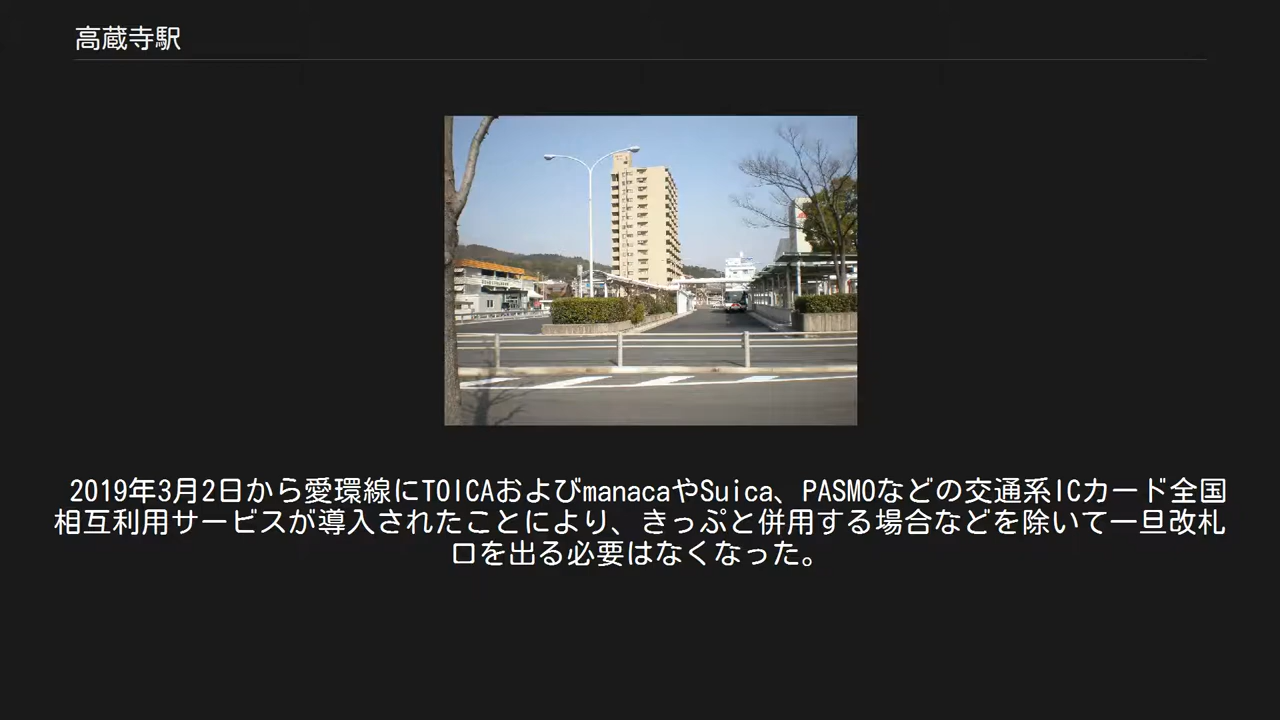 高蔵寺駅
2019年3月2日から愛環線にTOICAおよびmanacaやSuica、PASMOなどの交通系ICカード全国
相互利用サービスが導入されたことにより、きっぷと併用する場合などを除いて一旦改札
口を出る必要はなくなった。